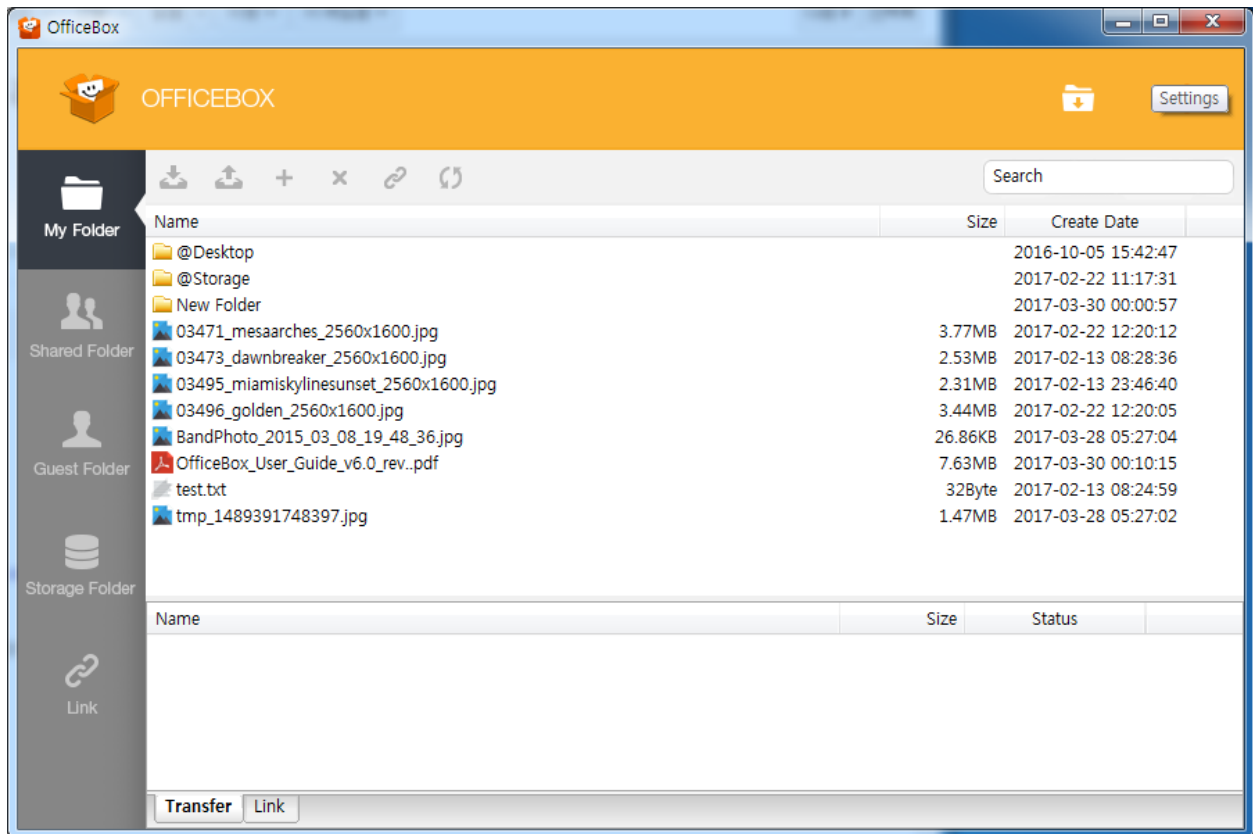 OfficeBox
OFFICEBOX
Settings
Search
My Folder
Shared Folder
Guest Folder
Storage Folder
Link
Name Size Create Date
@Desktop 2016-10-05 15:42:47
@Storage 2017-02-22 11:17:31
New Folder 2017-03-30 00:00:57
03471_mesaarches_2560x1600.jpg 3.77MB 2017-02-22 12:20:12
03473_dawnbreaker_2560x1600.jpg 2.53MB 2017-02-13 08:28:36
03495_miamiskylinesunset_2560x1600.jpg 2.31MB 2017-02-13 23:46:40
03496_golden_2560x1600.jpg 3.44MB 2017-02-22 12:20:05
BandPhoto_2015_03_08_19_48_36.jpg 26.86KB 2017-03-28 05:27:04
OfficeBox_User_Guide_v6.0_rev..pdf 7.63MB 2017-03-30 00:10:15
test.txt 32Byte 2017-02-13 08:24:59
tmp_1489391748397.jpg 1.47MB 2017-03-28 05:27:02
Name Size Status
Transfer Link